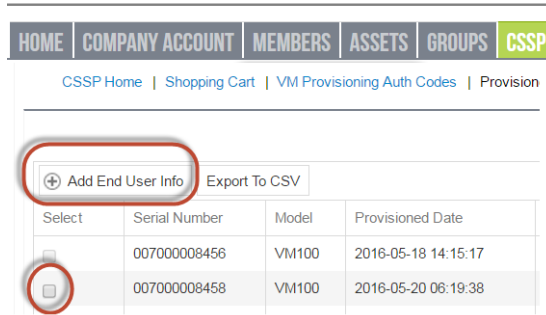 HOME COMPANY ACCOUNT MEMBERS ASSETS GROUPS CSSP
CSSP Home | Shopping Cart | VM Provisioning Auth Codes | Provision
Add End User Info Export To CSV
Select Serial Number Model Provisioned Date
007000008456 VM100 2016-05-18 14:15:17
007000008458 VM100 2016-05-20 06:19:38